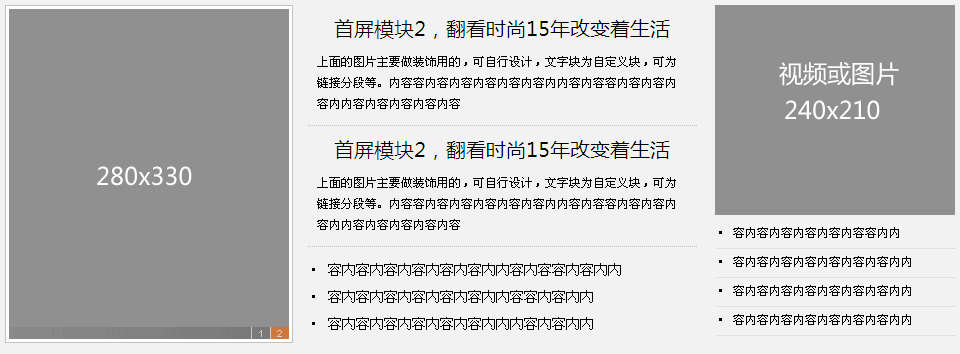 280x330
1 2
首屏模块2，翻看时尚15年改变着生活
上面的图片主要做装饰用的，可自行设计，文字块为自定义块，可为
链接分段等。内容容内容内容内容内容内内容内容容内容内容内
容内内容内容内容内容
首屏模块2，翻看时尚15年改变着生活
上面的图片主要做装饰用的，可自行设计，文字块为自定义块，可为
链接分段等。内容容内容内容内容内容内内容内容容内容内容内
容内内容内容内容内容
容内容内容内容内容内内容内容容内容内内
容内容内容内容内容内内内容容内容内内
容内容内容内容内容内内内容内容内内
视频或图片
240x210
容内容内容内容内容内容容内内
容内容内容内容内容内容内容内内
容内容内容内容内容内容内容内内
容内容内容内容内容内容内容内内